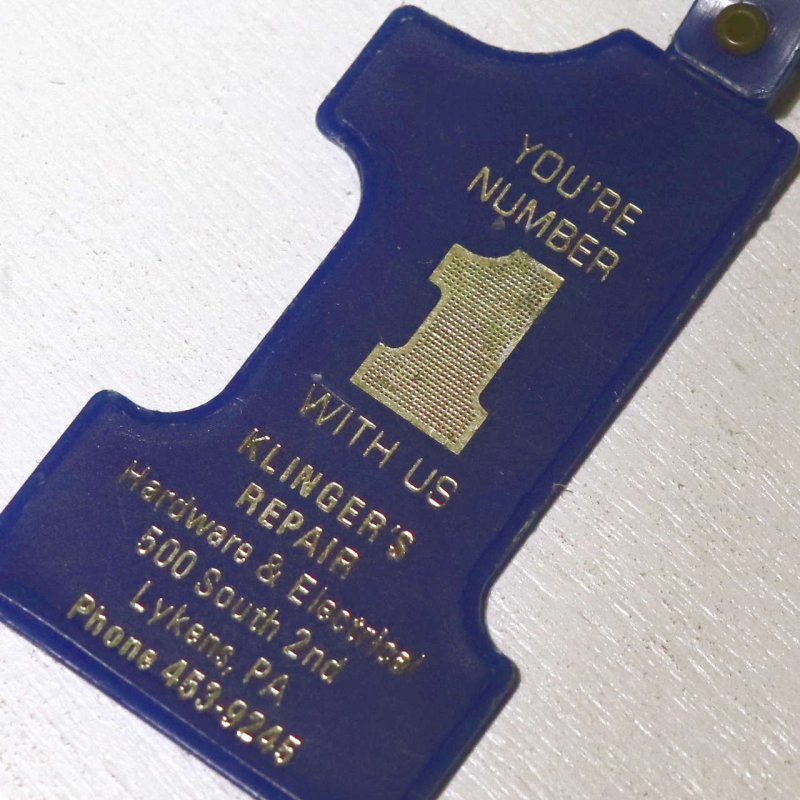 YOU'RE
NUMBER
1
WITH US
KLINGER'S
REPAIR
Hardware & Electrical
500 South 2nd
Lykens, PA
Phone 453-9245